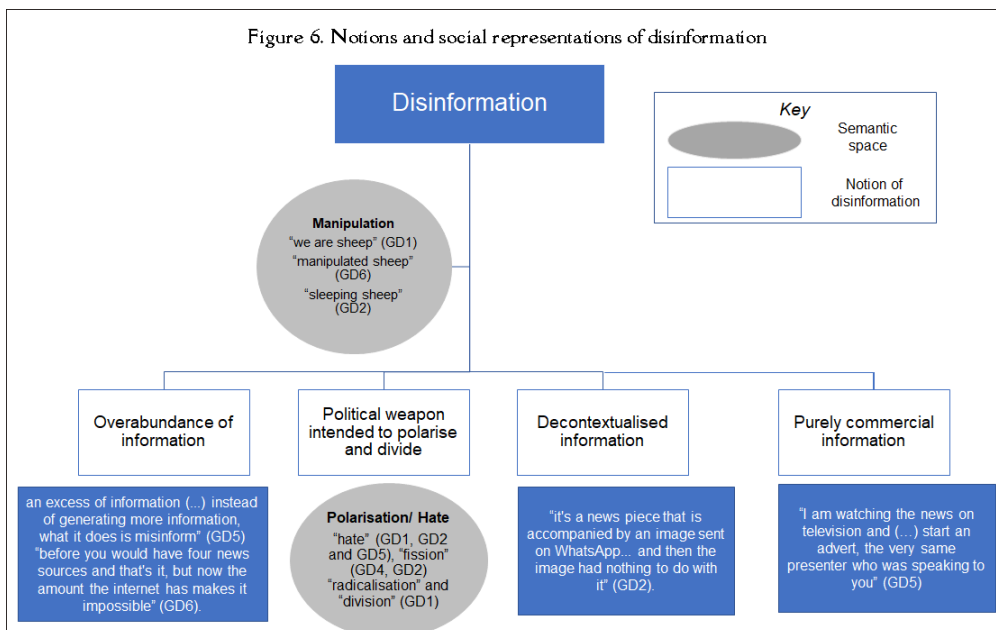 Figure 6. Notions and social representations of disinformation
Disinformation
Key
Semantic
space
Notion of
disinformation
Manipulation
“we are sheep” (GD1)
“manipulated sheep”
(GD6)
“sleeping sheep”
(GD2)
Overabundance of
information
Political weapon
intended to polarise
and divide
Decontextualised
information
Purely commercial
information
an excess of information (...) instead
of generating more information,
what it does is misinform” (GD5)
“before you would have four news
sources and that's it, but now the
amount the internet has makes it
impossible” (GD6).
Polarisation/ Hate
“hate” (GD1, GD2
and GD5), “fission”
(GD4, GD2)
“radicalisation” and
“division” (GD1)
“it's a news piece that is
accompanied by an image sent
on WhatsApp... and then the
image had nothing to do with
it” (GD2).
“I am watching the news on
television and (…) start an
advert, the very same
presenter who was speaking to
you” (GD5)